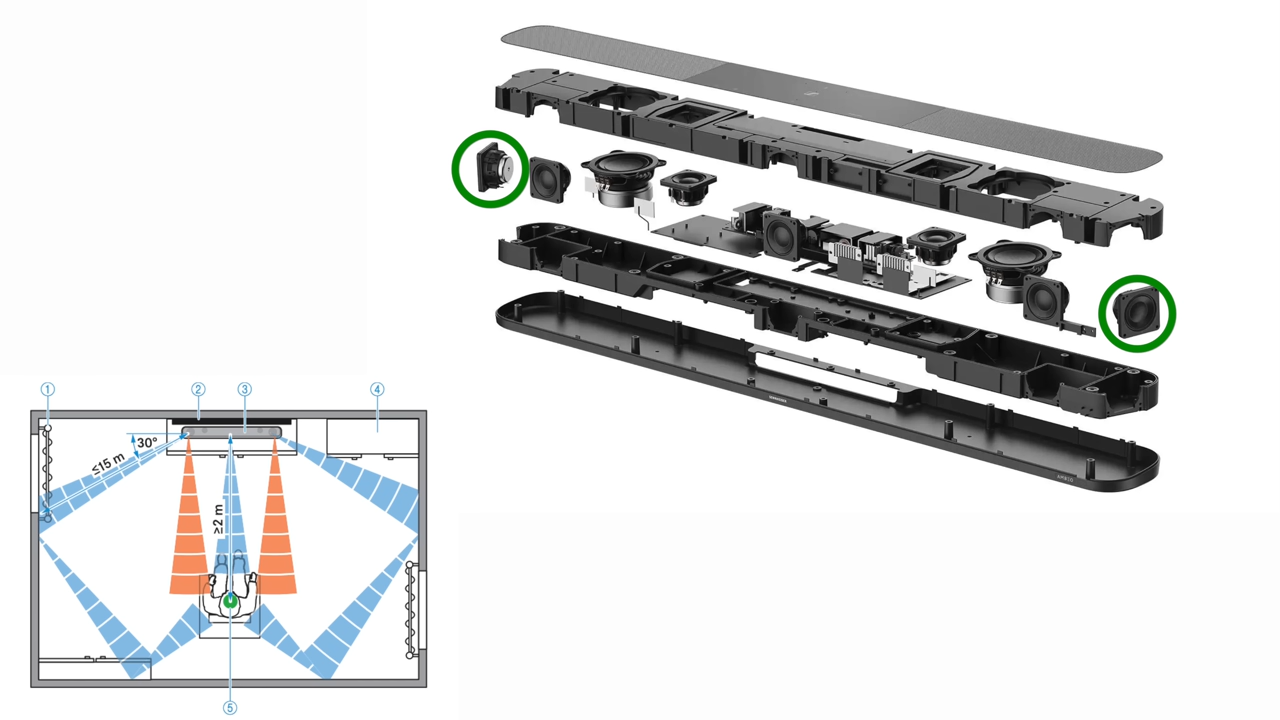 ① ② ③ ④
30°
≤15 m
≥2 m
⑤